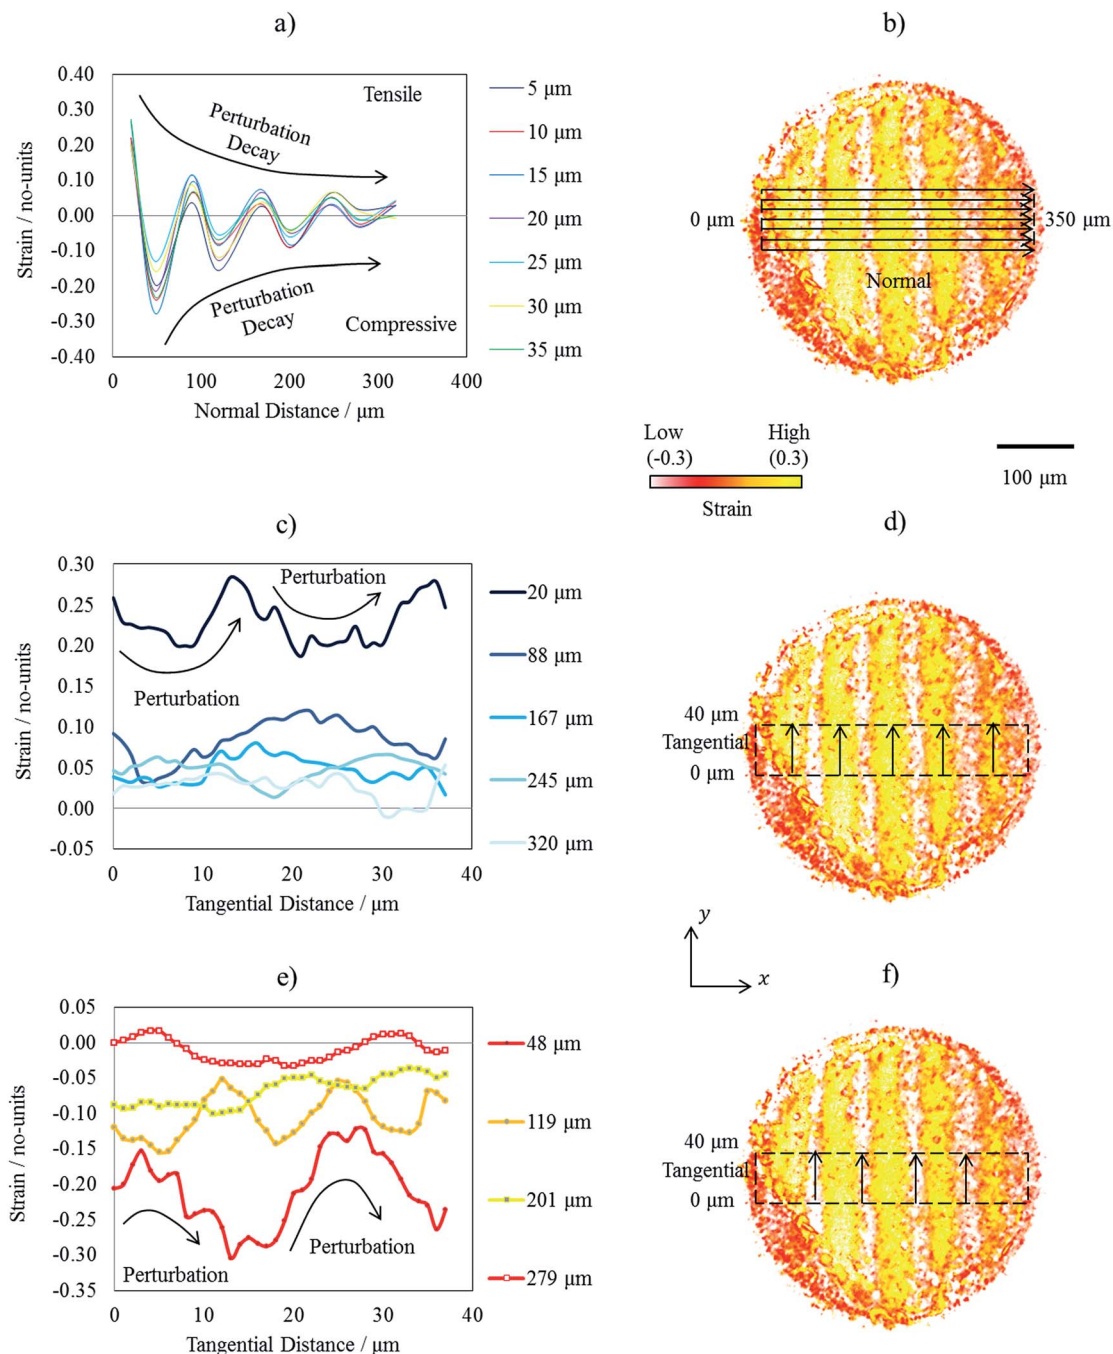 a)
0.40
0.30
0.20
0.10
0.00
-0.10
-0.20
-0.30
-0.40
Strain / no-units
0
100
200
300
400
Normal Distance / μm
Tensile
Perturbation
Decay
Perturbation
Decay
Compressive
5 μm
10 μm
15 μm
20 μm
25 μm
30 μm
35 μm
b)
0 μm
350 μm
Normal
Low
(-0.3)
High
(0.3)
Strain
100 μm
c)
0.30
0.25
0.20
0.15
0.10
0.05
0.00
-0.05
Strain / no-units
0
10
20
30
40
Tangential Distance / μm
Perturbation
Perturbation
20 μm
88 μm
167 μm
245 μm
320 μm
d)
40 μm
Tangential
0 μm
y
x
e)
0.05
0.00
-0.05
-0.10
-0.15
-0.20
-0.25
-0.30
-0.35
Strain / no-units
0
10
20
30
40
Tangential Distance / μm
Perturbation
Perturbation
48 μm
119 μm
201 μm
279 μm
f)
40 μm
Tangential
0 μm